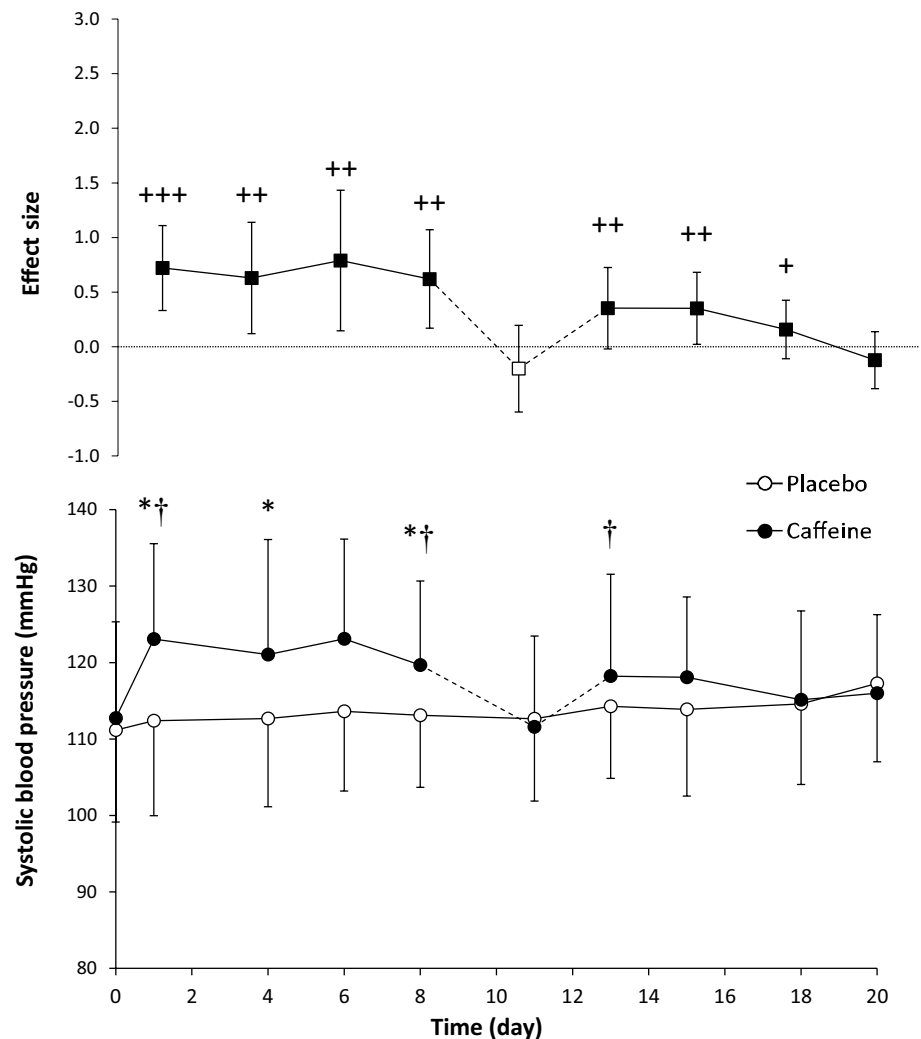 3.0
2.5
2.0
1.5
1.0
0.5
0.0
-0.5
-1.0
Effect size
+++ ++ ++ ++ ++ ++ +
Placebo
Caffeine
*† * *† †
140
130
120
110
100
90
80
Systolic blood pressure (mmHg)
0 2 4 6 8 10 12 14 16 18 20
Time (day)